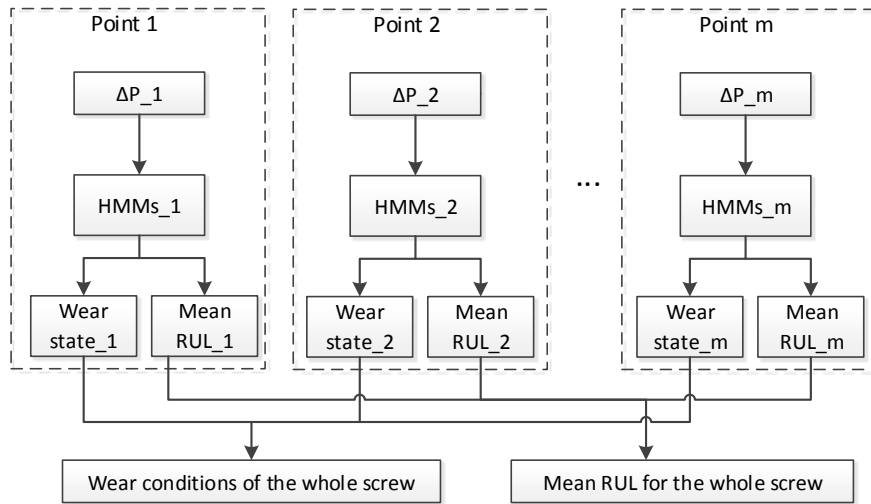 Point 1
Point 2
Point m
ΔP_1
ΔP_2
ΔP_m
HMMs_1
HMMs_2
...
HMMs_m
Wear
state_1
Mean
RUL_1
Wear
state_2
Mean
RUL_2
Wear
state_m
Mean
RUL_m
Wear conditions of the whole screw
Mean RUL for the whole screw